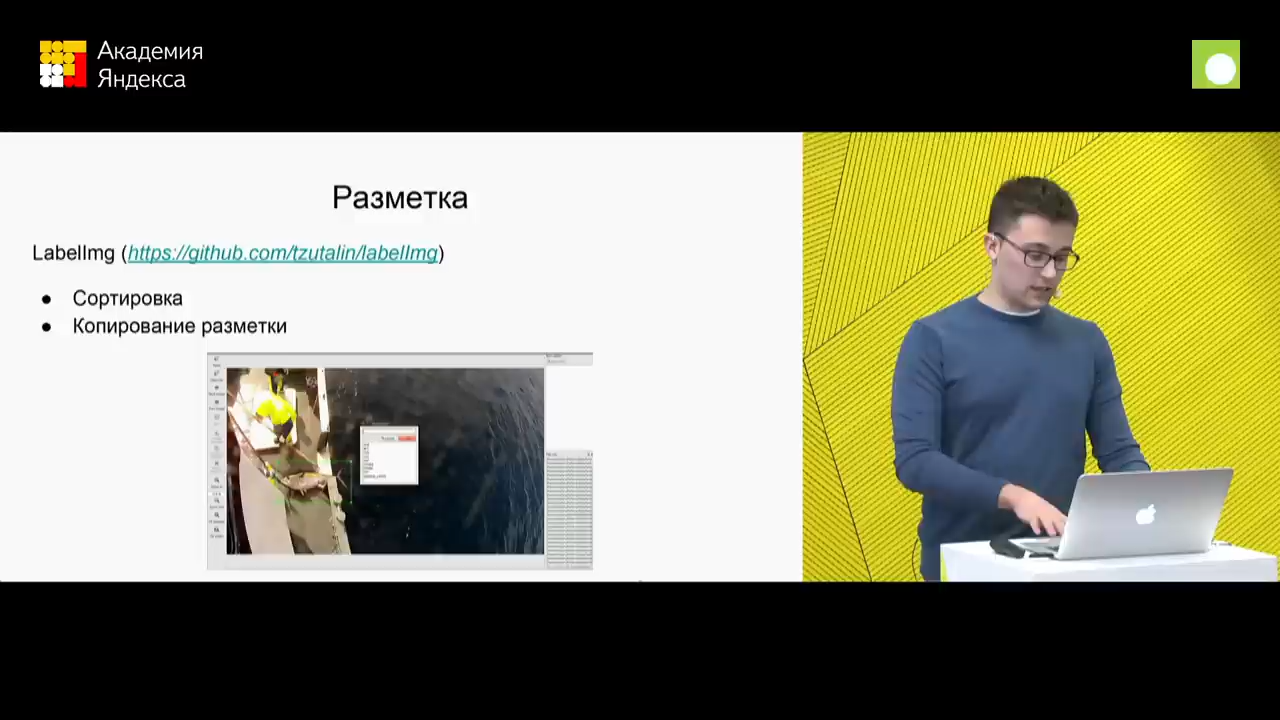 Академия
Яндекса
Разметка
LabelImg (https://github.com/tzutalin/labelImg)
● Сортировка
● Копирование разметки